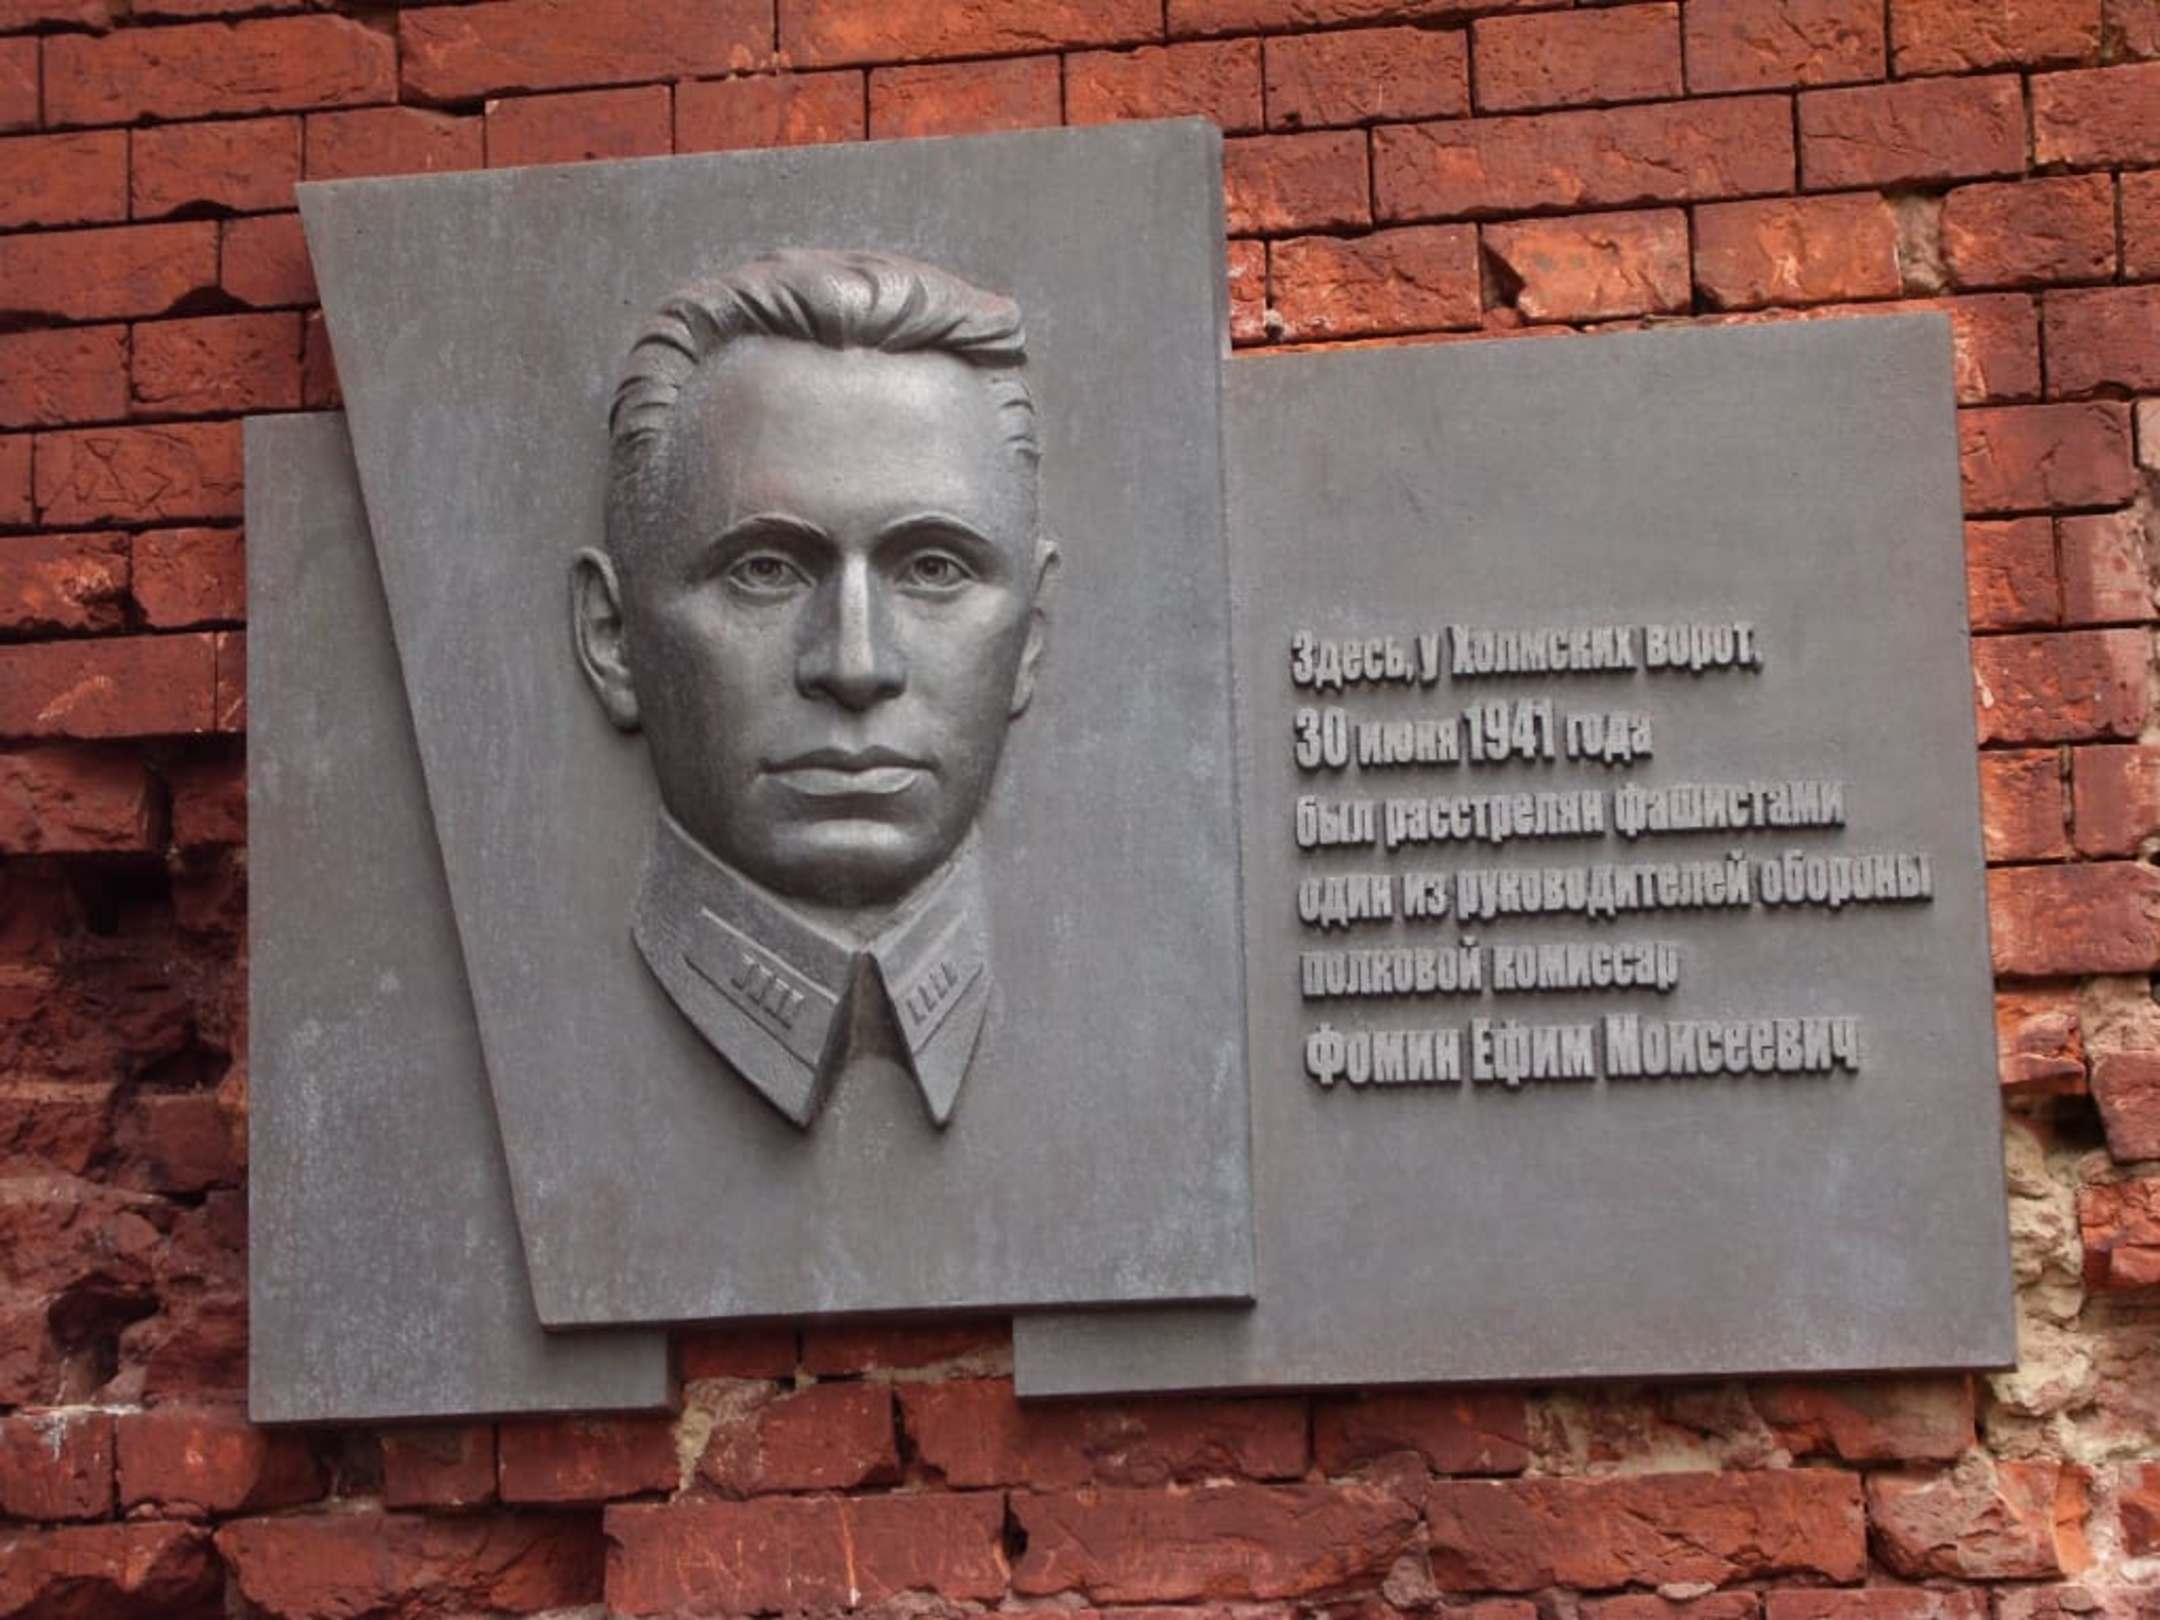 Здесь, у Холмских ворот,
30 июня 1941 года
был расстрелян фашистами
один из руководителей обороны
полковой комиссар
Фомин Ефим Моисеевич